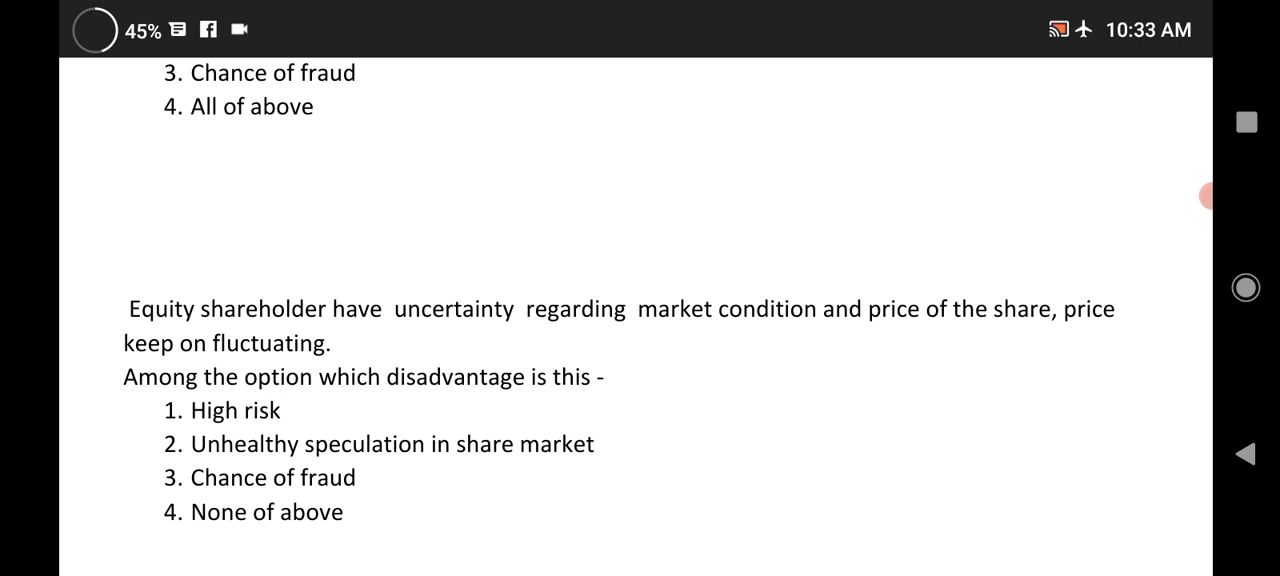 45% 10:33 AM
3. Chance of fraud
4. All of above
Equity shareholder have uncertainty regarding market condition and price of the share, price
keep on fluctuating.
Among the option which disadvantage is this -
1. High risk
2. Unhealthy speculation in share market
3. Chance of fraud
4. None of above